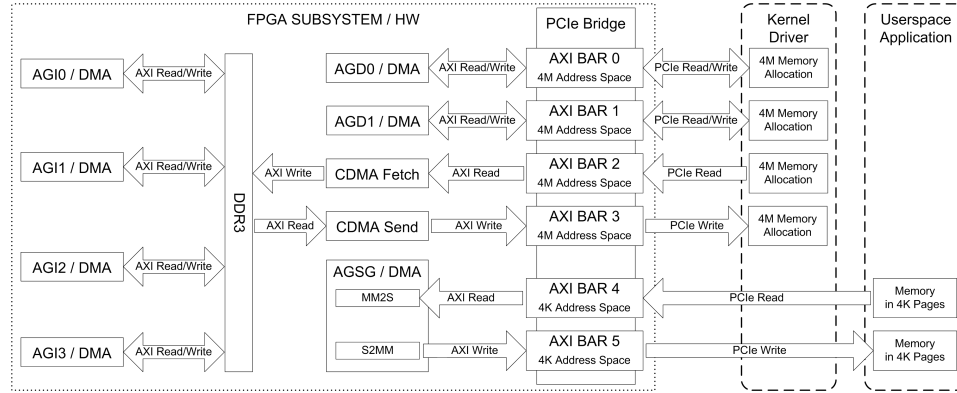 FPGA SUBSYSTEM / HW
PCIe Bridge
Kernel
Driver
Userspace
Application
AGI0 / DMA
AXI Read/Write
AGD0 / DMA
AXI Read/Write
AXI BAR 0
4M Address Space
PCIe Read/Write
4M Memory
Allocation
AGD1 / DMA
AXI Read/Write
AXI BAR 1
4M Address Space
PCIe Read/Write
4M Memory
Allocation
AGI1 / DMA
AXI Read/Write
DDR3
AXI Write
CDMA Fetch
AXI Read
AXI BAR 2
4M Address Space
PCIe Read
4M Memory
Allocation
AXI Read
CDMA Send
AXI Write
AXI BAR 3
4M Address Space
PCIe Write
4M Memory
Allocation
AGI2 / DMA
AXI Read/Write
AGSG / DMA
MM2S
AXI Read
AXI BAR 4
4K Address Space
PCIe Read
Memory
in 4K Pages
AGI3 / DMA
AXI Read/Write
S2MM
AXI Write
AXI BAR 5
4K Address Space
PCIe Write
Memory
in 4K Pages